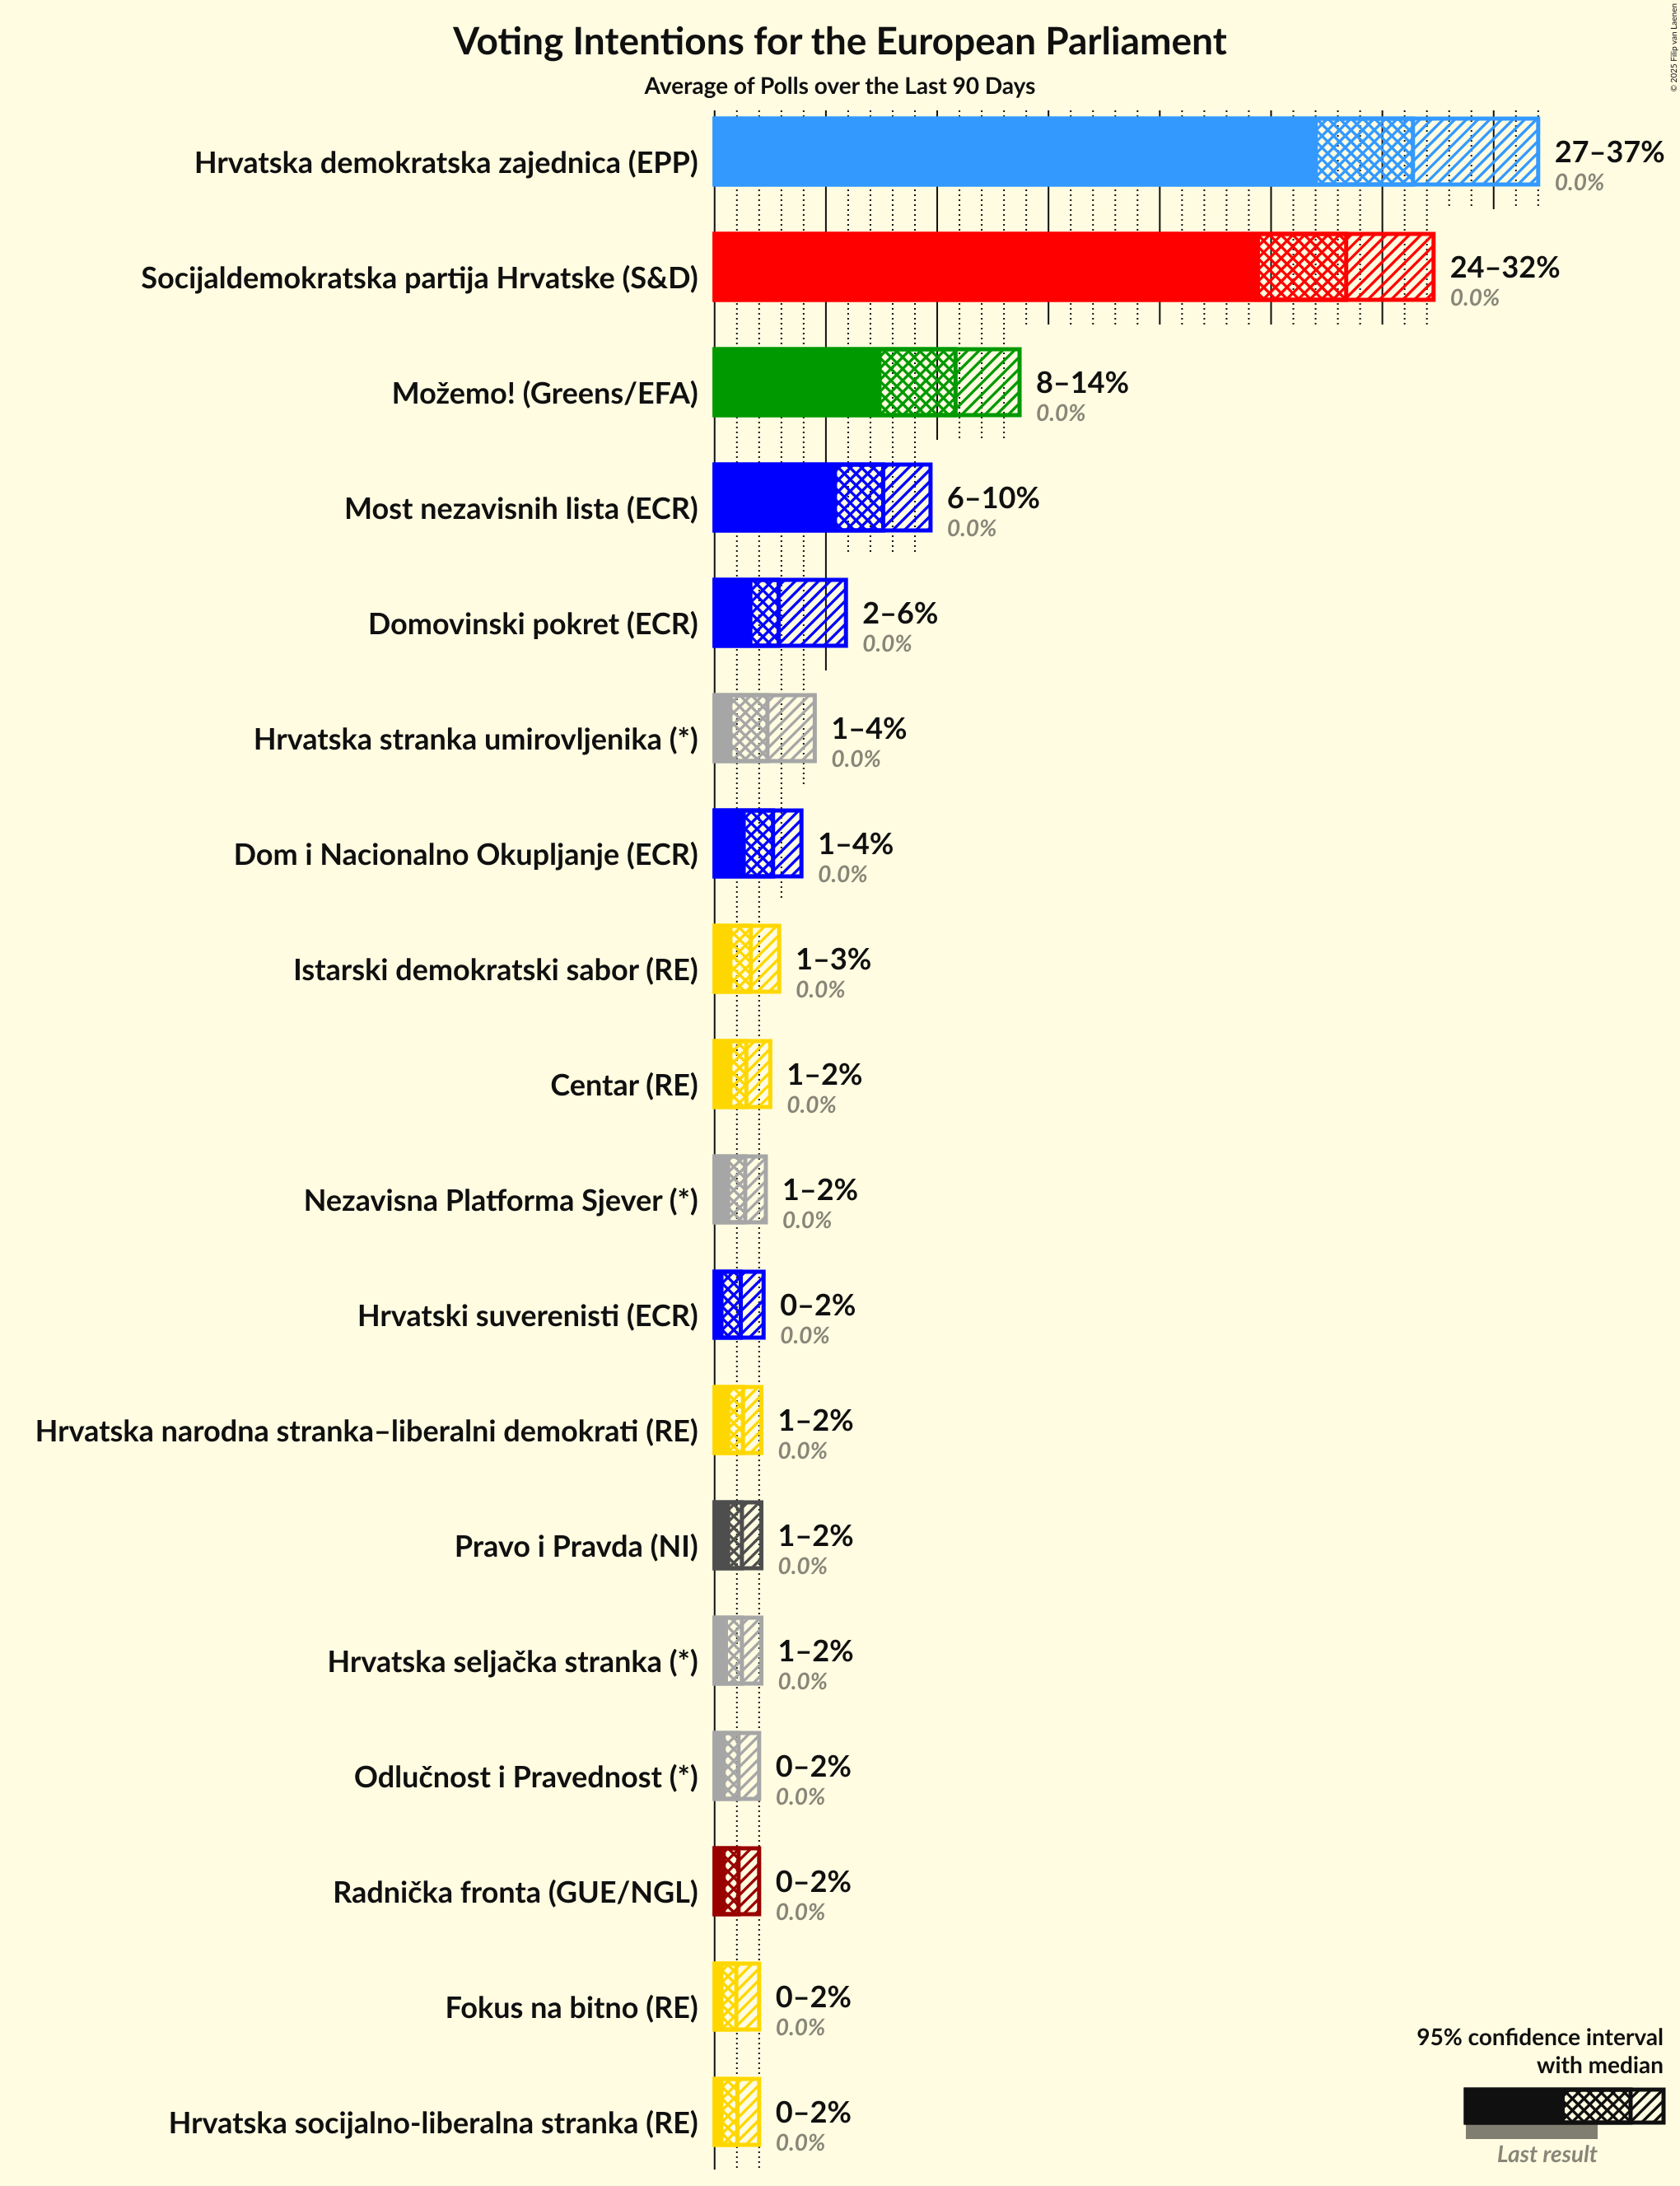 Voting Intentions for the European Parliament
Average of Polls over the Last 90 Days
© 2025 Filip van Laenen
Hrvatska demokratska zajednica (EPP)
27–37%
0.0%
Socijaldemokratska partija Hrvatske (S&D)
24–32%
0.0%
Možemo! (Greens/EFA)
8–14%
0.0%
Most nezavisnih lista (ECR)
6–10%
0.0%
Domovinski pokret (ECR)
2–6%
0.0%
Hrvatska stranka umirovljenika (*)
1–4%
0.0%
Dom i Nacionalno Okupljanje (ECR)
1–4%
0.0%
Istarski demokratski sabor (RE)
1–3%
0.0%
Centar (RE)
1–2%
0.0%
Nezavisna Platforma Sjever (*)
1–2%
0.0%
Hrvatski suverenisti (ECR)
0–2%
0.0%
Hrvatska narodna stranka–liberalni demokrati (RE)
1–2%
0.0%
Pravo i Pravda (NI)
1–2%
0.0%
Hrvatska seljačka stranka (*)
1–2%
0.0%
Odlučnost i Pravednost (*)
0–2%
0.0%
Radnička fronta (GUE/NGL)
0–2%
0.0%
Fokus na bitno (RE)
0–2%
0.0%
Hrvatska socijalno-liberalna stranka (RE)
0–2%
0.0%
95% confidence interval
with median
Last result